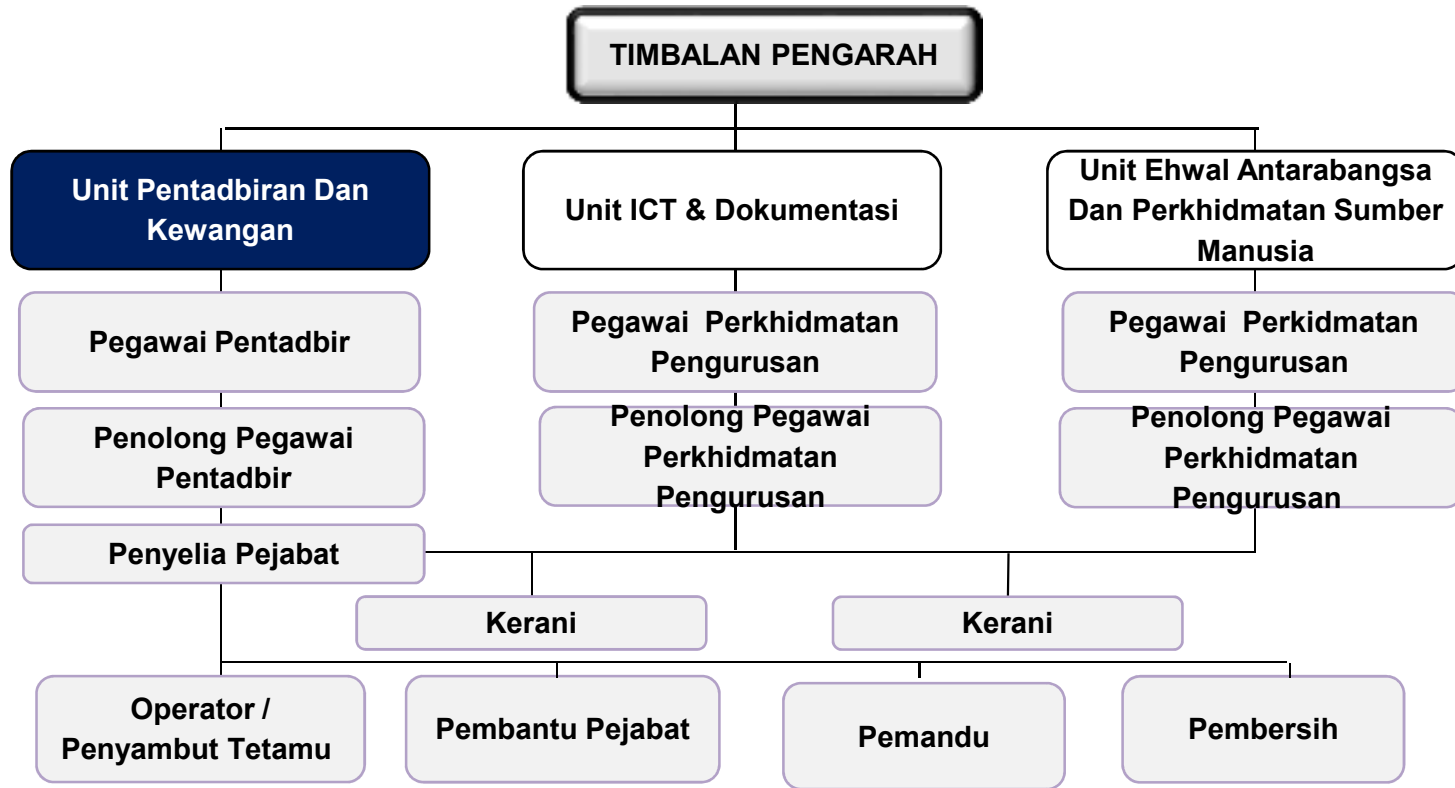 TIMBALAN PENGARAH
Unit Pentadbiran Dan
Kewangan
Unit ICT & Dokumentasi
Unit Ehwal Antarabangsa
Dan Perkhidmatan Sumber
Manusia
Pegawai Pentadbir
Pegawai Perkhidmatan
Pengurusan
Pegawai Perkidmatan
Pengurusan
Penolong Pegawai
Pentadbir
Penolong Pegawai
Perkhidmatan
Pengurusan
Penolong Pegawai
Perkhidmatan
Pengurusan
Penyelia Pejabat
Kerani
Kerani
Operator /
Penyambut Tetamu
Pembantu Pejabat
Pemandu
Pembersih